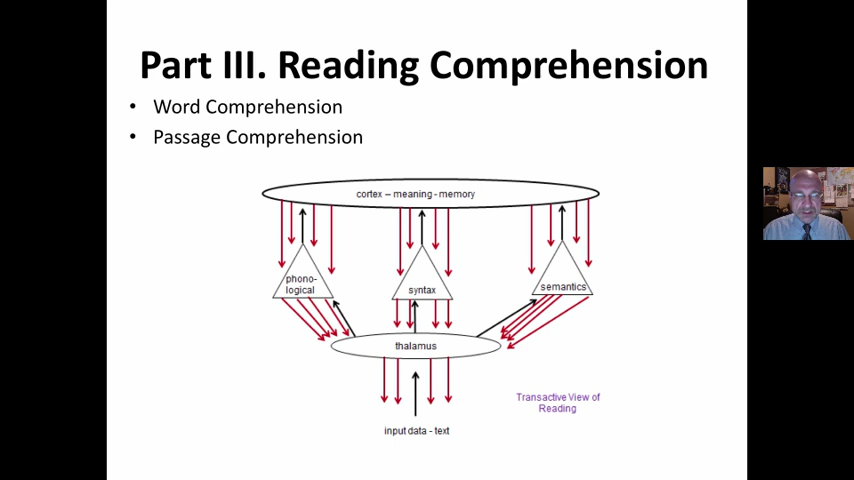 Part III. Reading Comprehension
• Word Comprehension
• Passage Comprehension
cortex – meaning - memory
phono-
logical
syntax
semantics
thalamus
Transactive View of
Reading
input data - text